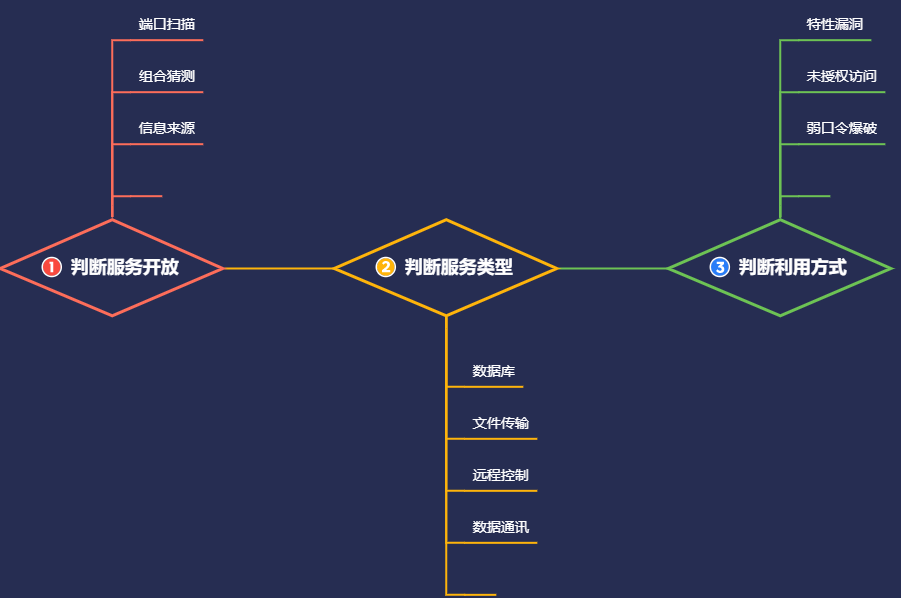 端口扫描
组合猜测
信息来源
1 判断服务开放
2 判断服务类型
数据库
文件传输
远程控制
数据通讯
特性漏洞
未授权访问
弱口令爆破
3 判断利用方式